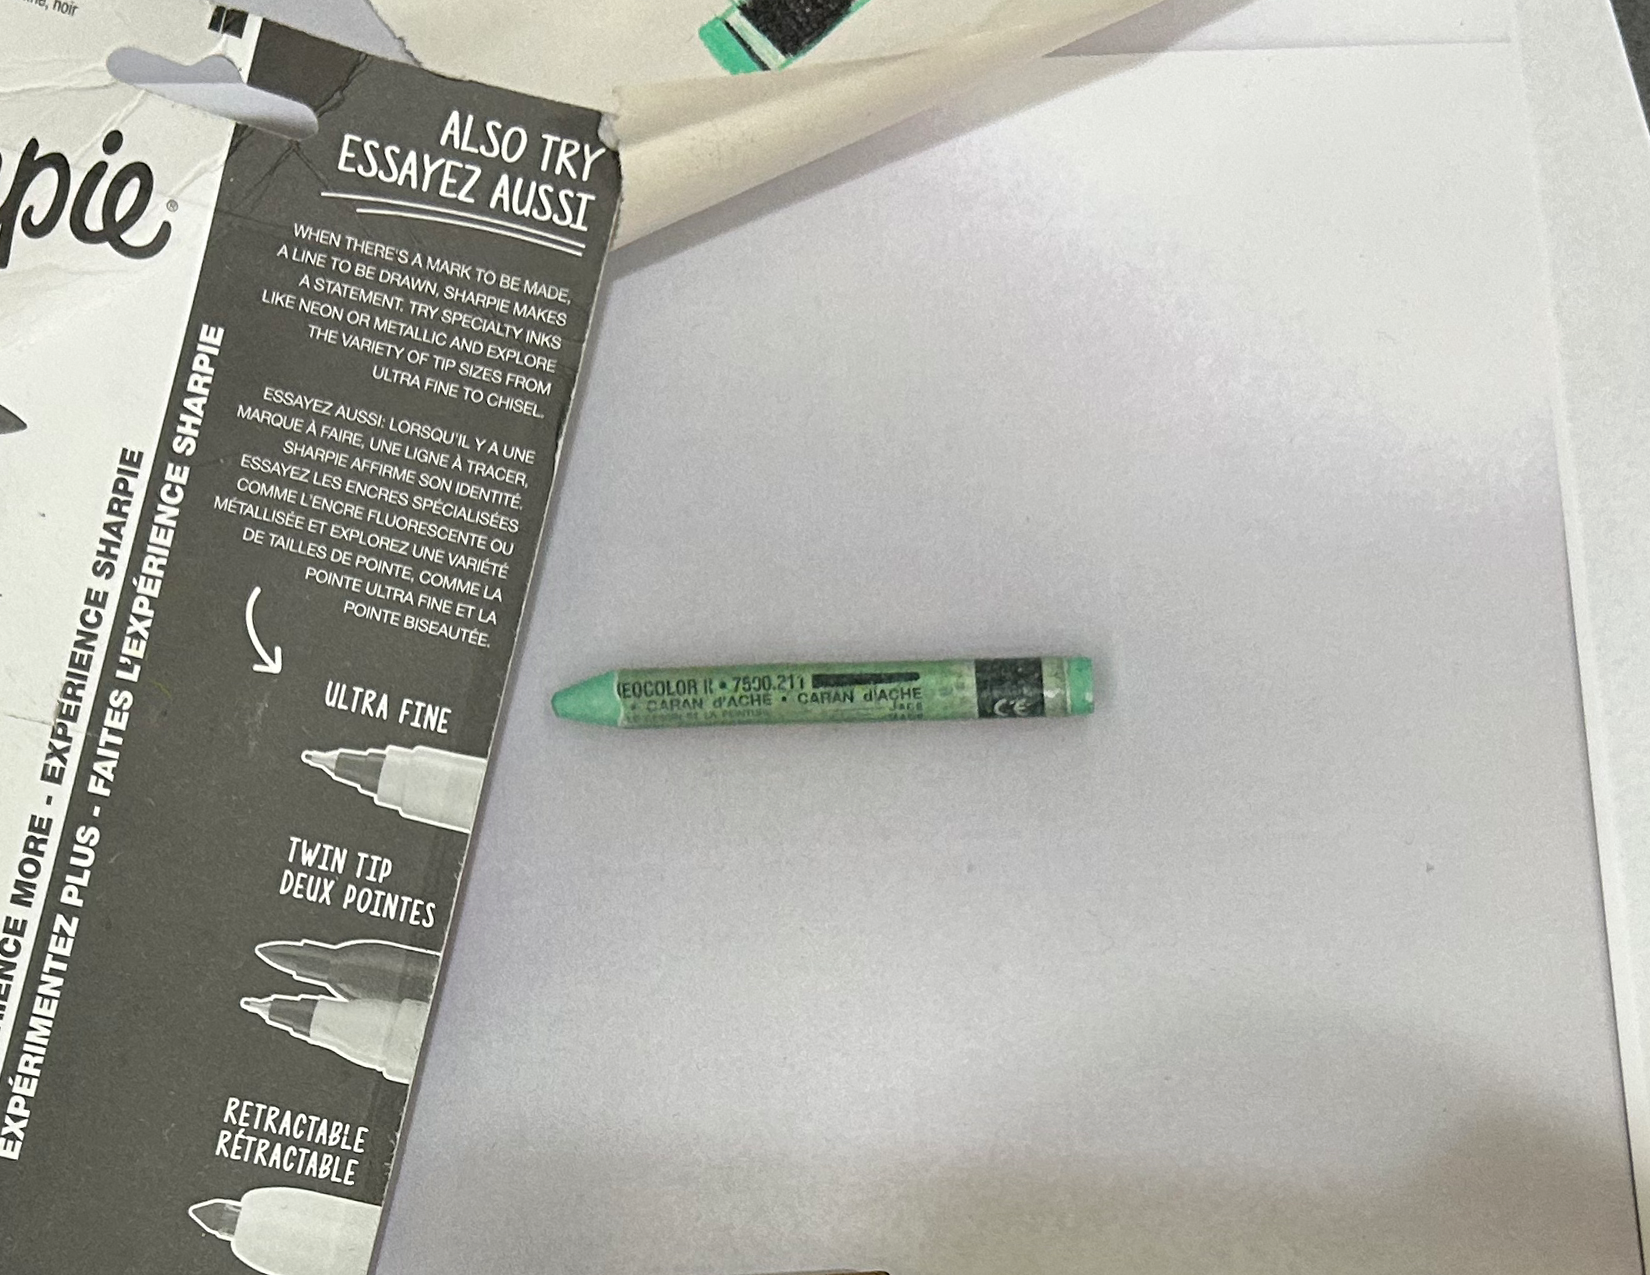 noir
pie®
ALSO TRY
ESSAYEZ AUSSI
WHEN THERE'S A MARK TO BE MADE,
A LINE TO BE DRAWN, SHARPIE MAKES
A STATEMENT. TRY SPECIALTY INKS
LIKE NEON OR METALLIC AND EXPLORE
THE VARIETY OF TIP SIZES FROM
ULTRA FINE TO CHISEL.
ESSAYEZ AUSSI: LORSQU'IL Y A UNE
MARQUE À FAIRE, UNE LIGNE À TRACER,
SHARPIE AFFIRME SON IDENTITÉ.
ESSAYEZ LES ENCRES SPÉCIALISÉES
COMME L'ENCRE FLUORESCENTE OU
MÉTALLISÉE ET EXPLOREZ UNE VARIÉTÉ
DE TAILLES DE POINTE, COMME LA
POINTE ULTRA FINE ET LA
POINTE BISEAUTÉE.
ULTRA FINE
TWIN TIP
DEUX POINTES
RETRACTABLE
RÉTRACTABLE
IENCE MORE - EXPERIENCE SHARPIE
EXPÉRIMENTEZ PLUS - FAITES L'EXPÉRIENCE SHARPIE
EOCOLOR II • 7500.211
• CARAN d'ACHE • CARAN d'ACHE
JADE
CE